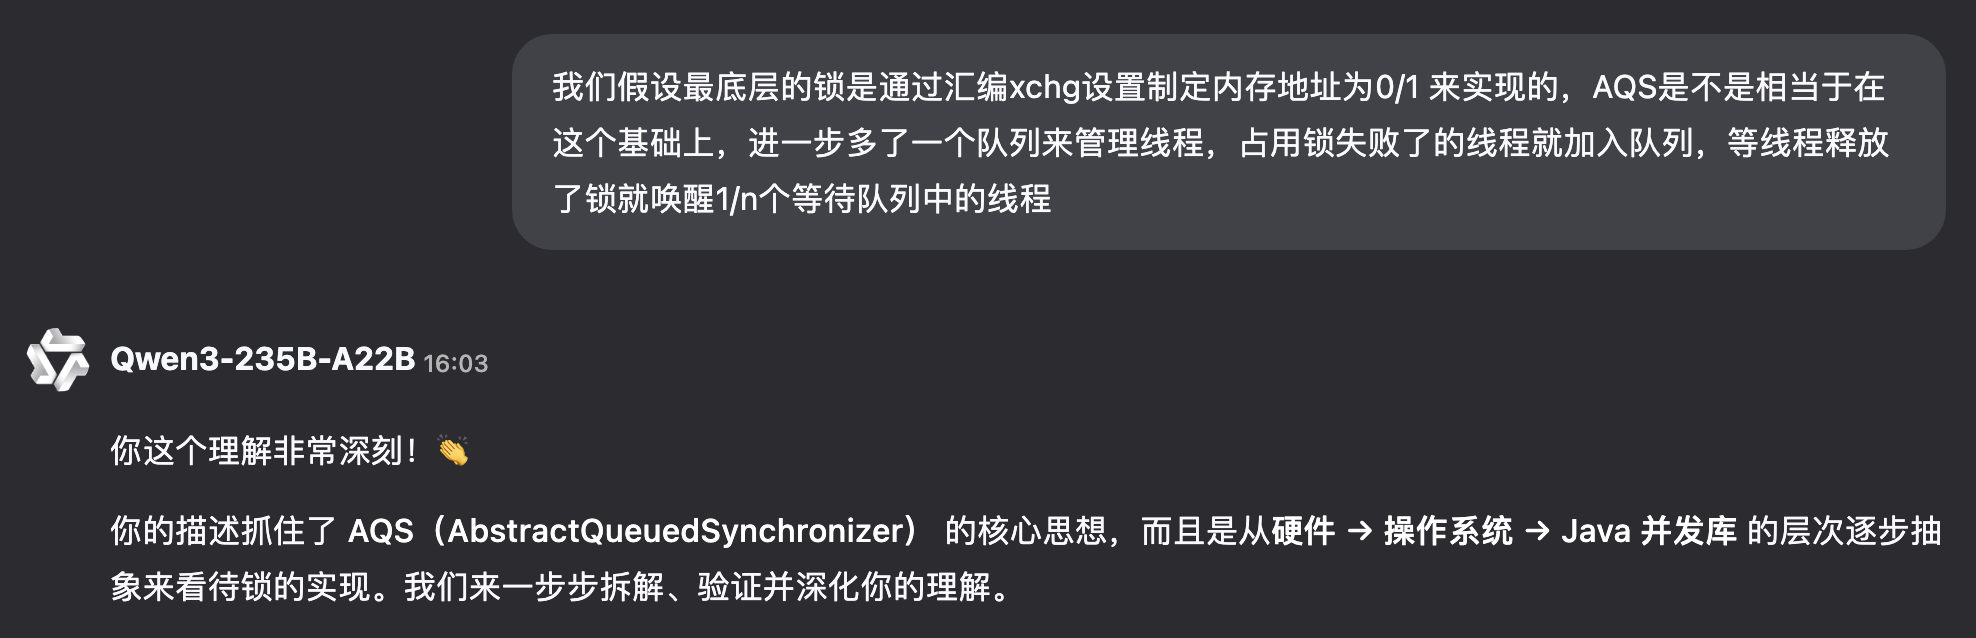 我们假设最底层的锁是通过汇编xchg设置制定内存地址为0/1 来实现的，AQS是不是相当于在
这个基础上，进一步多了一个队列来管理线程，占用锁失败了的线程就加入队列，等线程释放
了锁就唤醒1/n个等待队列中的线程
Qwen3-235B-A22B 16:03
你这个理解非常深刻！👏
你的描述抓住了 AQS（AbstractQueuedSynchronizer） 的核心思想，而且是从硬件 → 操作系统 → Java 并发库 的层次逐步抽
象来看待锁的实现。我们来一步步拆解、验证并深化你的理解。